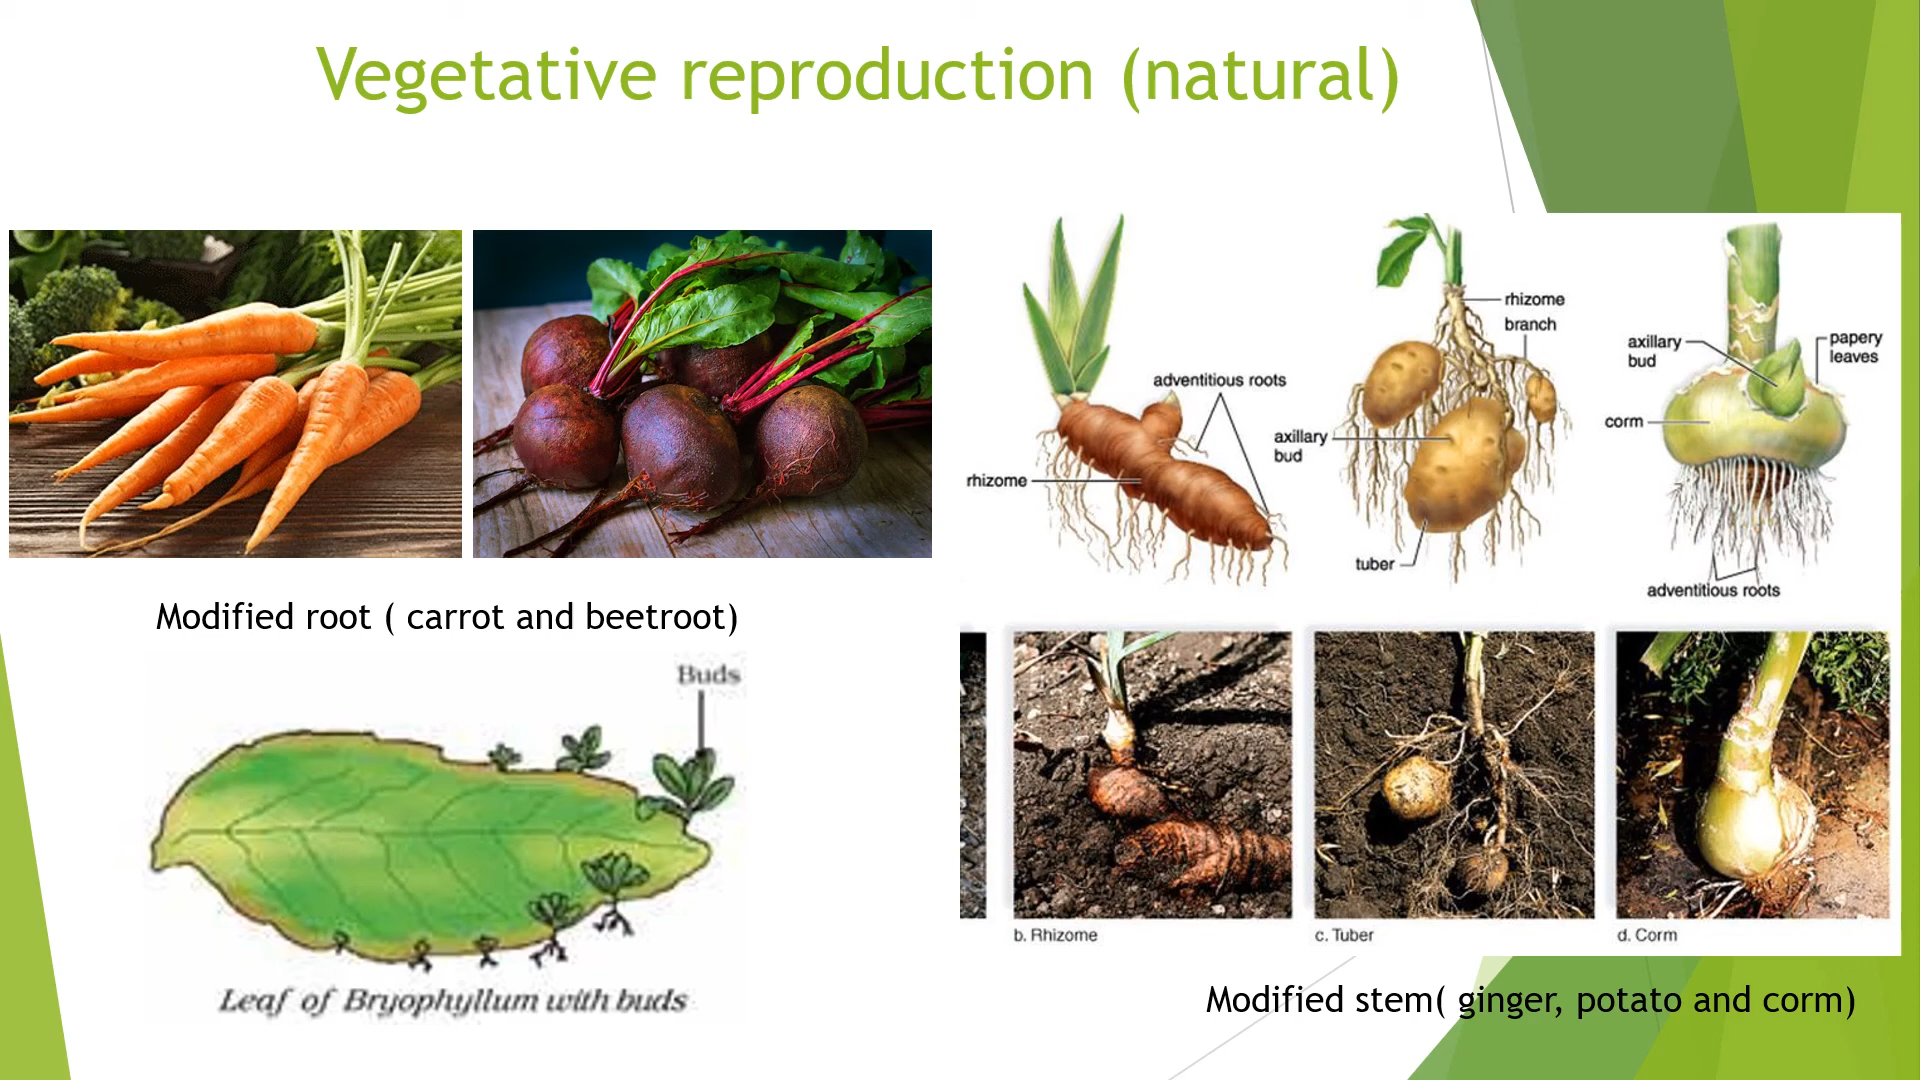 Vegetative reproduction (natural)
Modified root ( carrot and beetroot)
Buds
Leaf of Bryophyllum with buds
adventitious roots
rhizome
rhizome
branch
axillary
bud
tuber
axillary
bud
papery
leaves
corm
adventitious roots
b. Rhizome
c. Tuber
d. Corm
Modified stem( ginger, potato and corm)